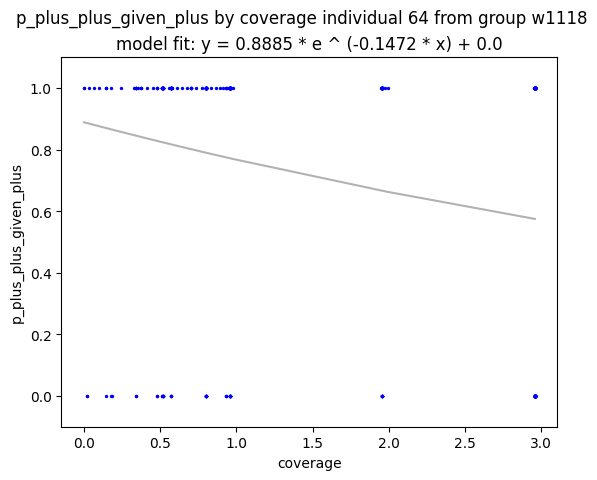 p_plus_plus_given_plus by coverage individual 64 from group w1118
model fit: y = 0.8885 * e ^ (-0.1472 * x) + 0.0
1.0
0.8
0.6
0.4
0.2
0.0
p_plus_plus_given_plus
0.0 0.5 1.0 1.5 2.0 2.5 3.0
coverage